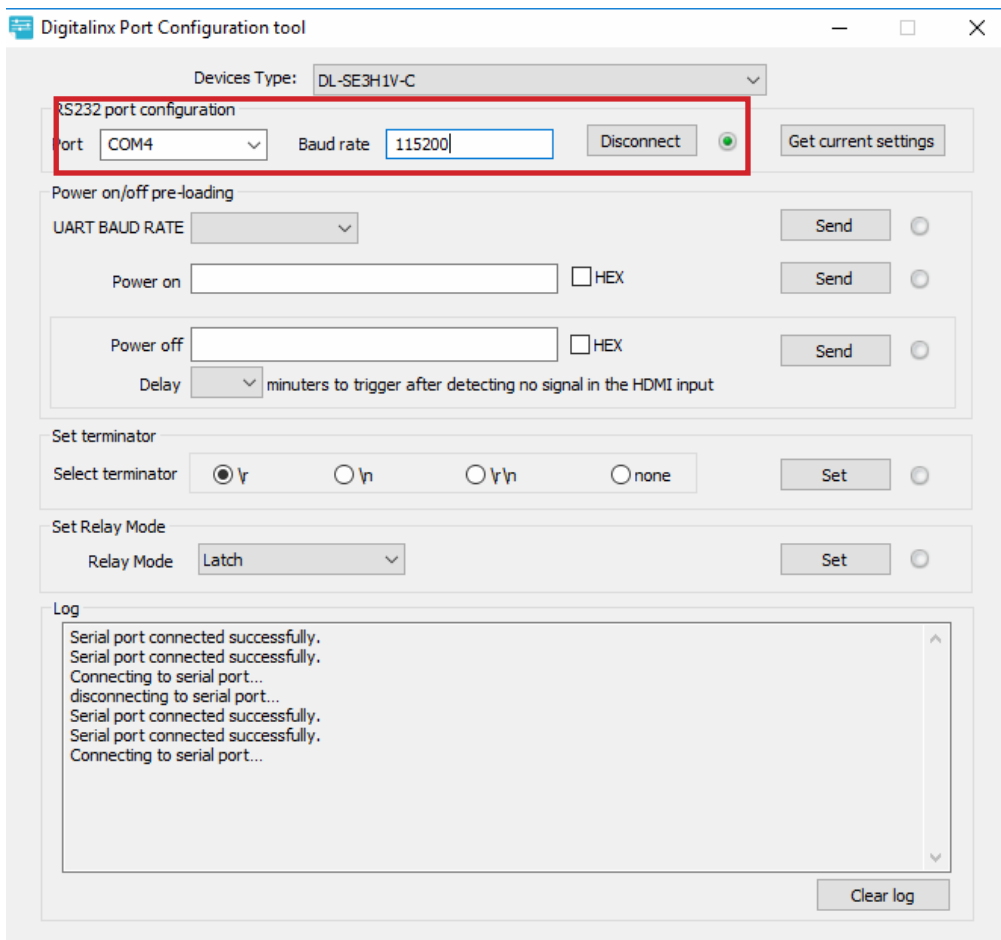 Digitalinx Port Configuration tool
Devices Type: DL-SE3H1V-C
RS232 port configuration
Port COM4 Baud rate 115200 Disconnect Get current settings
Power on/off pre-loading
UART BAUD RATE Send
Power on HEX Send
Power off HEX Send
Delay minuters to trigger after detecting no signal in the HDMI input
Set terminator
Select terminator \r \n \r\n none Set
Set Relay Mode
Relay Mode Latch Set
Log
Serial port connected successfully.
Serial port connected successfully.
Connecting to serial port...
disconnecting to serial port...
Serial port connected successfully.
Serial port connected successfully.
Connecting to serial port...
Clear log